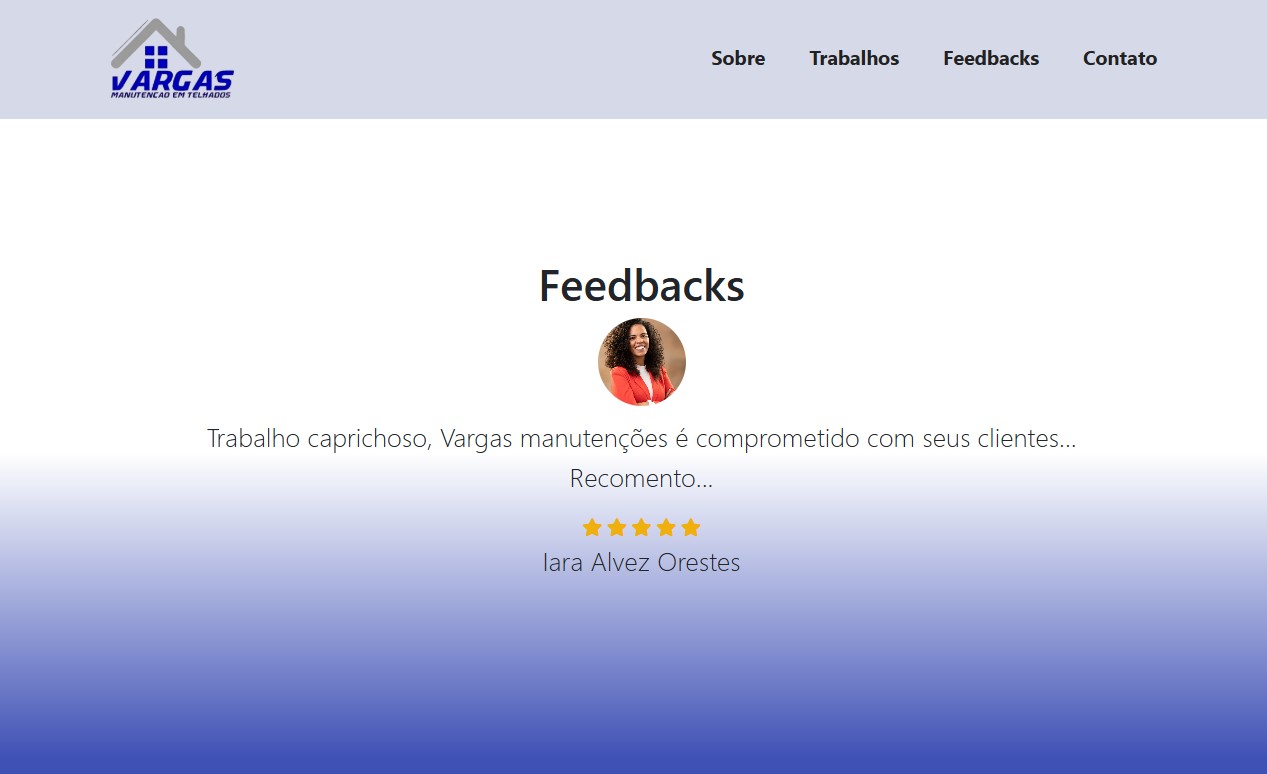 VARGAS
MANUTENCAO EM TELHADOS
Sobre Trabalhos Feedbacks Contato
Feedbacks
Trabalho caprichoso, Vargas manutenções é comprometido com seus clientes...
Recomento...
Iara Alvez Orestes